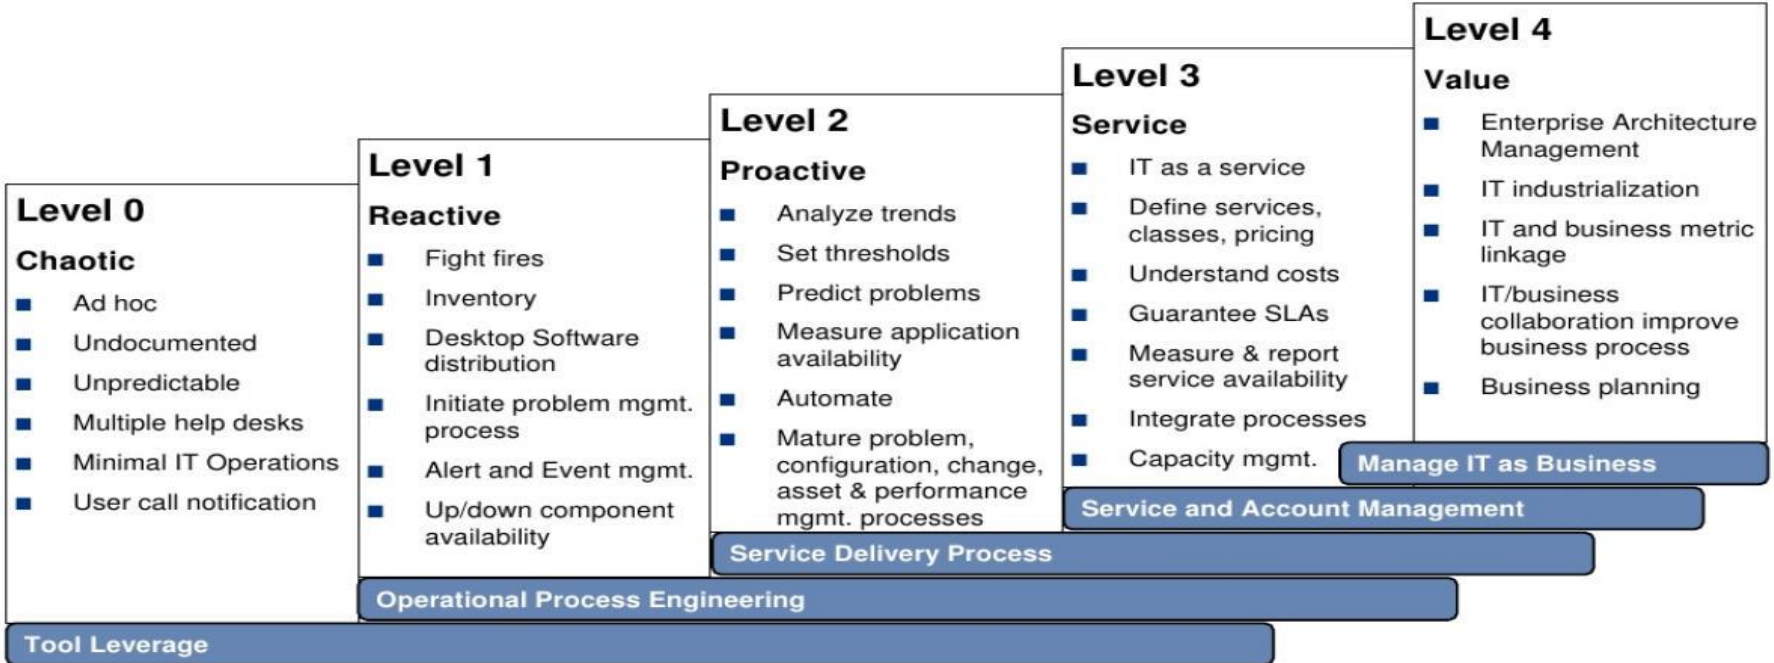 Level 0
Chaotic
Ad hoc
Undocumented
Unpredictable
Multiple help desks
Minimal IT Operations
User call notification
Level 1
Reactive
Fight fires
Inventory
Desktop Software
distribution
Initiate problem mgmt.
process
Alert and Event mgmt.
Up/down component
availability
Level 2
Proactive
Analyze trends
Set thresholds
Predict problems
Measure application
availability
Automate
Mature problem,
configuration, change,
asset & performance
mgmt. processes
Level 3
Service
IT as a service
Define services,
classes, pricing
Understand costs
Guarantee SLAs
Measure & report
service availability
Integrate processes
Capacity mgmt.
Level 4
Value
Enterprise Architecture
Management
IT industrialization
IT and business metric
linkage
IT/business
collaboration improve
business process
Business planning
Manage IT as Business
Service and Account Management
Service Delivery Process
Operational Process Engineering
Tool Leverage